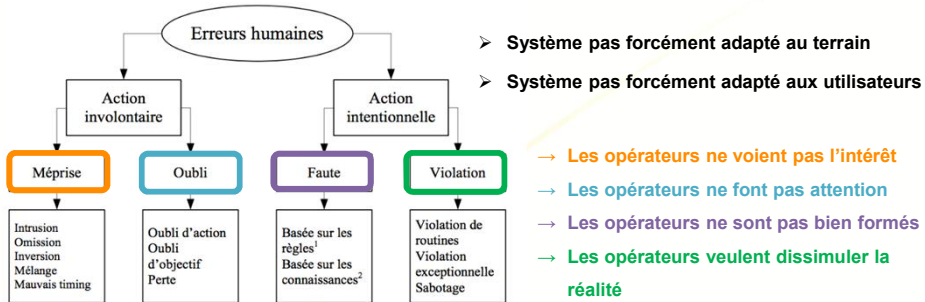 Erreurs humaines
Action
involontaire
Action
intentionnelle
Méprise
Oubli
Faute
Violation
Intrusion
Omission
Inversion
Mélange
Mauvais timing
Oubli d'action
Oubli
d'objectif
Perte
Basée sur les
règles¹
Basée sur les
connaissances²
Violation de
routines
Violation
exceptionnelle
Sabotage
➢ Système pas forcément adapté au terrain
➢ Système pas forcément adapté aux utilisateurs
→ Les opérateurs ne voient pas l'intérêt
→ Les opérateurs ne font pas attention
→ Les opérateurs ne sont pas bien formés
→ Les opérateurs veulent dissimuler la
réalité